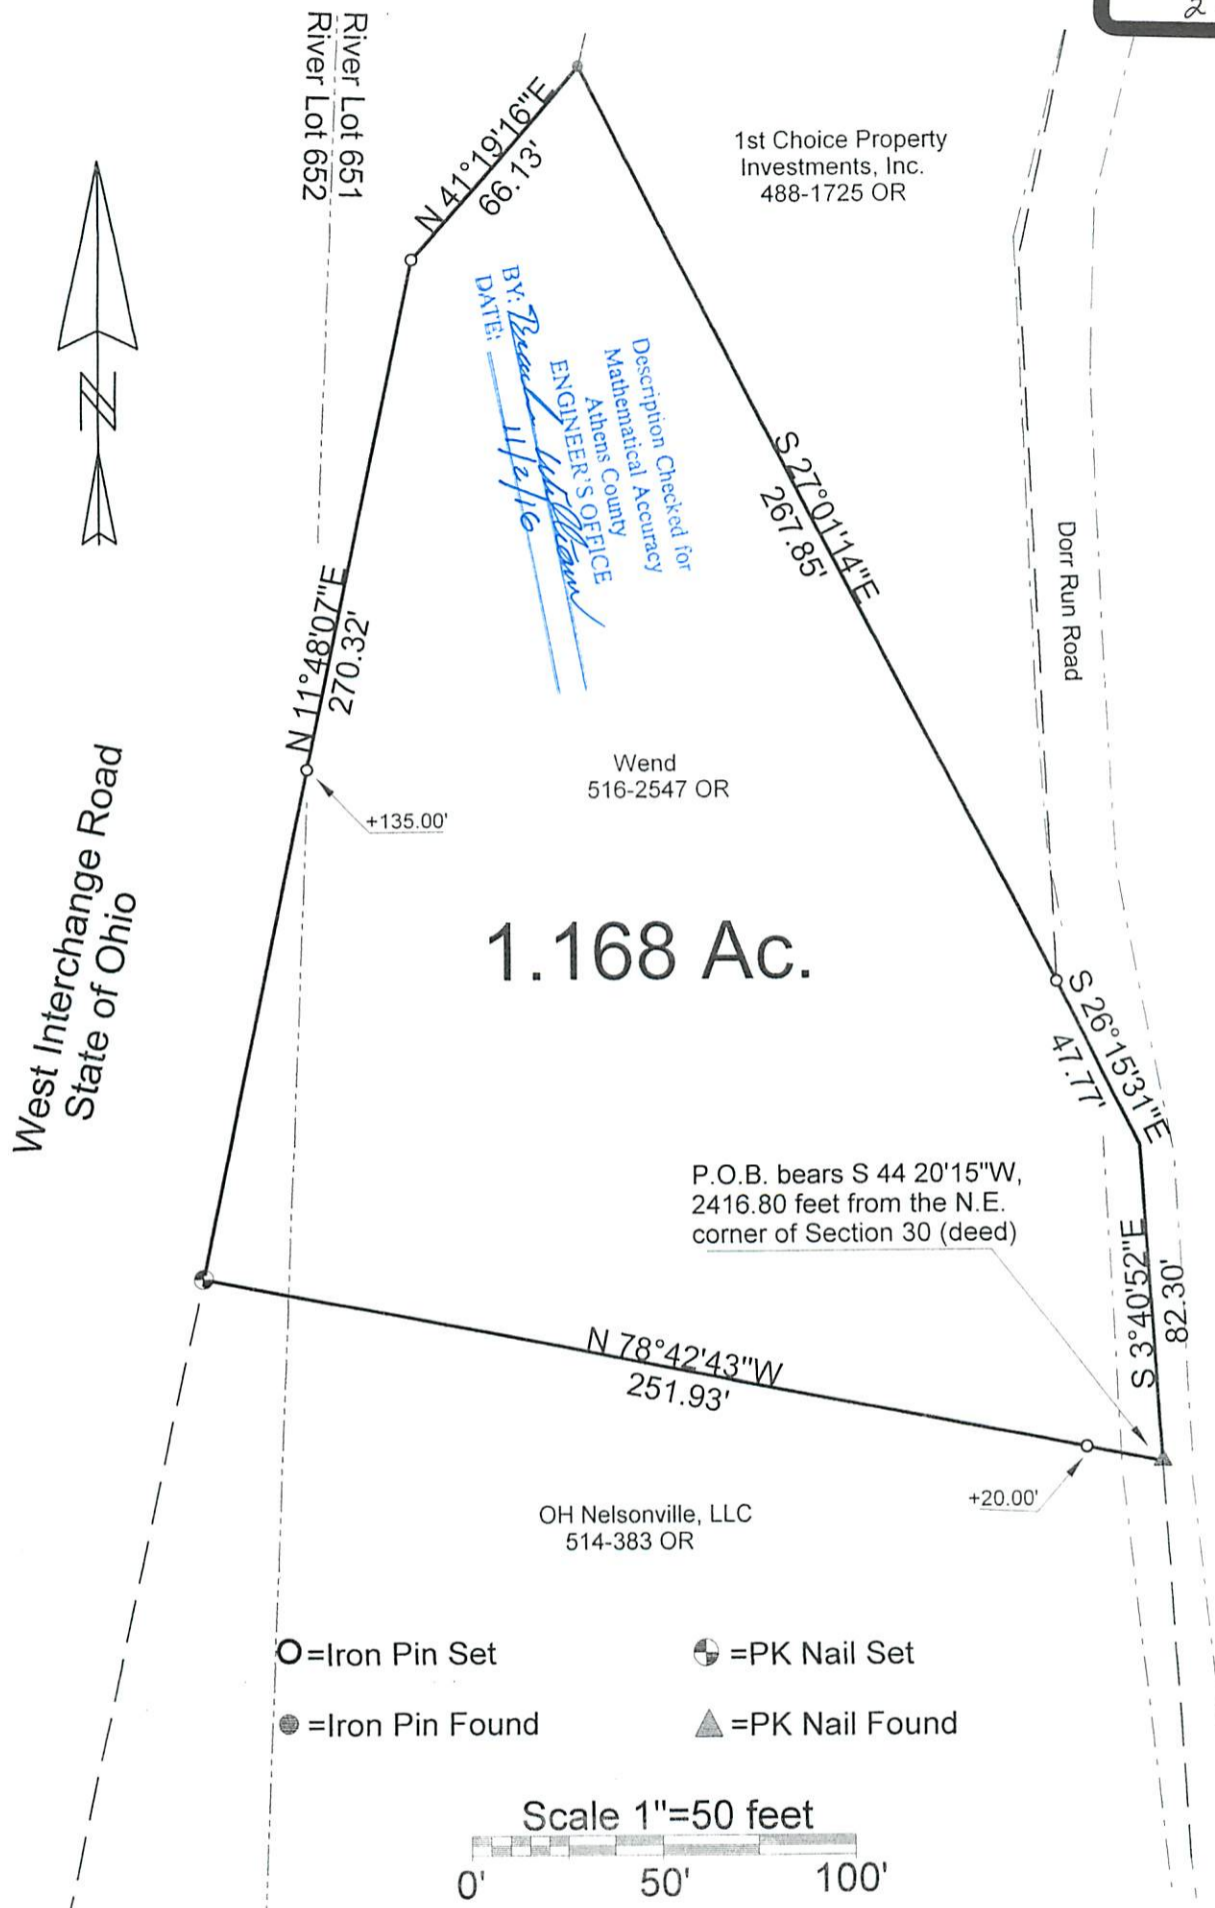 2
River Lot 651
River Lot 652
N 41°19'16"E
66.13'
1st Choice Property
Investments, Inc.
488-1725 OR
Description Checked for
Mathematical Accuracy
Athens County
ENGINEER'S OFFICE
BY:
DATE: 11/2/16
S 27°01'14"E
267.85'
Dorr Run Road
N
N 11°48'07"E
270.32'
Wend
516-2547 OR
+135.00'
West Interchange Road
State of Ohio
1.168 Ac.
S 26°15'31"E
47.77'
P.O.B. bears S 44 20'15"W,
2416.80 feet from the N.E.
corner of Section 30 (deed)
S 3°40'52"E
82.30'
N 78°42'43"W
251.93'
+20.00'
OH Nelsonville, LLC
514-383 OR
=Iron Pin Set
=PK Nail Set
=Iron Pin Found
=PK Nail Found
Scale 1"=50 feet
0' 50' 100'